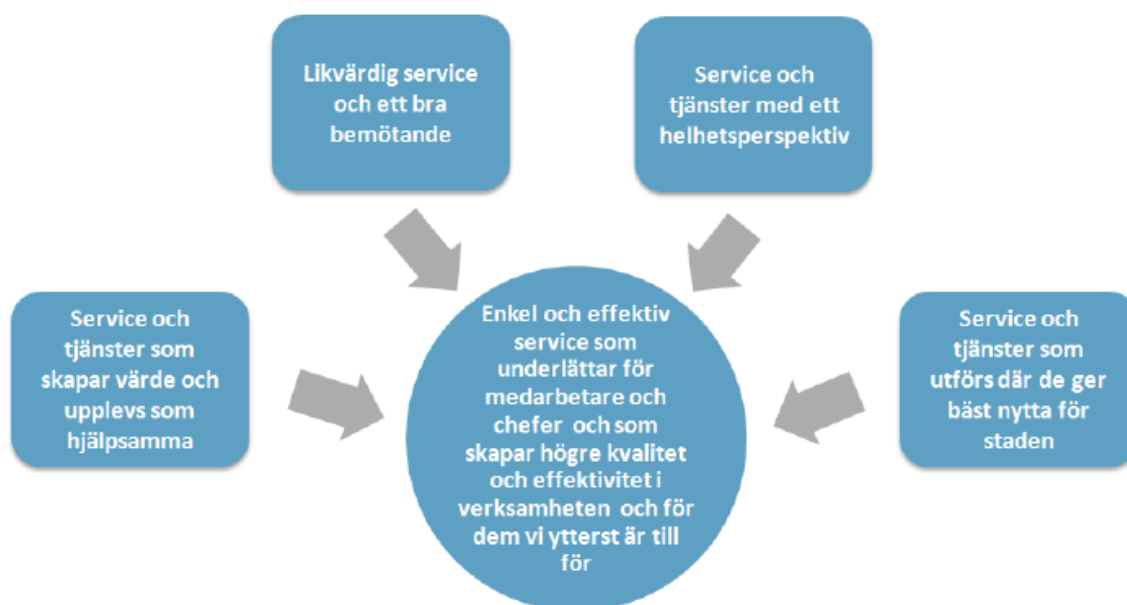 Likvärdig service
och ett bra
bemötande
Service och
tjänster med ett
helhetsperspektiv
Service och
tjänster som
skapar värde och
upplevs som
hjälpsamma
Enkel och effektiv
service som
underlättar för
medarbetare och
chefer och som
skapar högre kvalitet
och effektivitet i
verksamheten och för
dem vi ytterst är till
för
Service och
tjänster som
utförs där de ger
bäst nytta för
staden